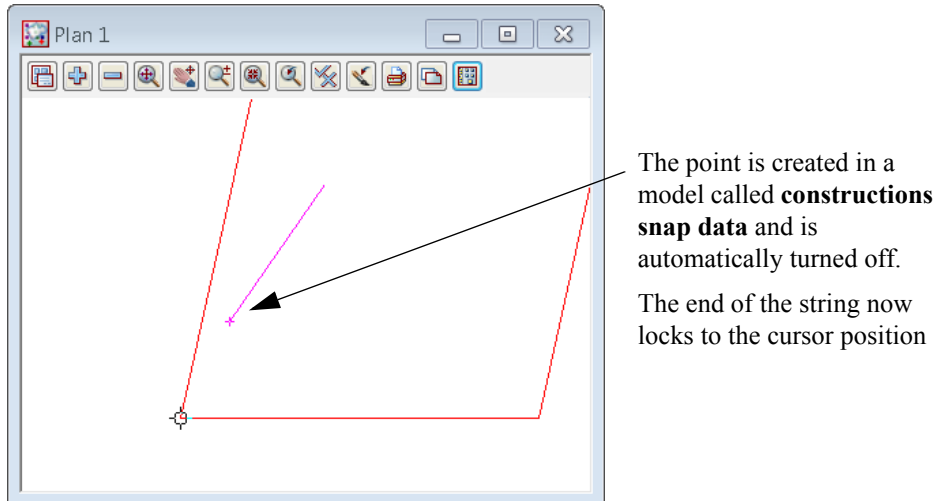 Plan 1
The point is created in a
model called constructions
snap data and is
automatically turned off.
The end of the string now
locks to the cursor position